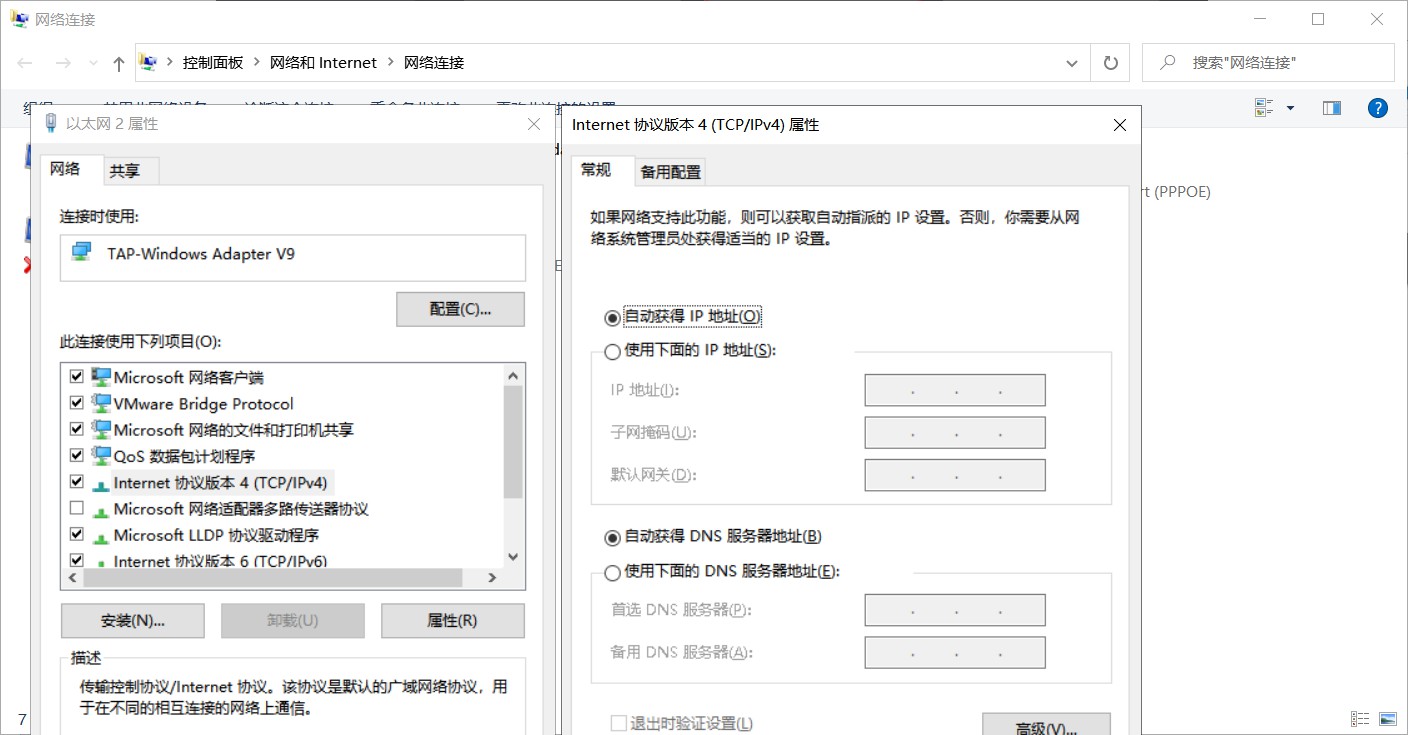 网络连接
控制面板 网络和 Internet 网络连接
搜索"网络连接"
以太网 2 属性
网络
共享
连接时使用:
TAP-Windows Adapter V9
配置(C)...
此连接使用下列项目(O):
Microsoft 网络客户端
VMware Bridge Protocol
Microsoft 网络的文件和打印机共享
QoS 数据包计划程序
Internet 协议版本 4 (TCP/IPv4)
Microsoft 网络适配器多路传送器协议
Microsoft LLDP 协议驱动程序
Internet 协议版本 6 (TCP/IPv6)
安装(N)...
卸载(U)
属性(R)
描述
传输控制协议/Internet 协议。该协议是默认的广域网络协议，用
于在不同的相互连接的网络上通信。
7
Internet 协议版本 4 (TCP/IPv4) 属性
常规
备用配置
如果网络支持此功能，则可以获取自动指派的 IP 设置。否则，你需要从网
络系统管理员处获得适当的 IP 设置。
自动获得 IP 地址(O)
使用下面的 IP 地址(S):
IP 地址(I):
子网掩码(U):
默认网关(D):
自动获得 DNS 服务器地址(B)
使用下面的 DNS 服务器地址(E):
首选 DNS 服务器(P):
备用 DNS 服务器(A):
退出时验证设置(L)
高级(V)...
rt (PPPOE)